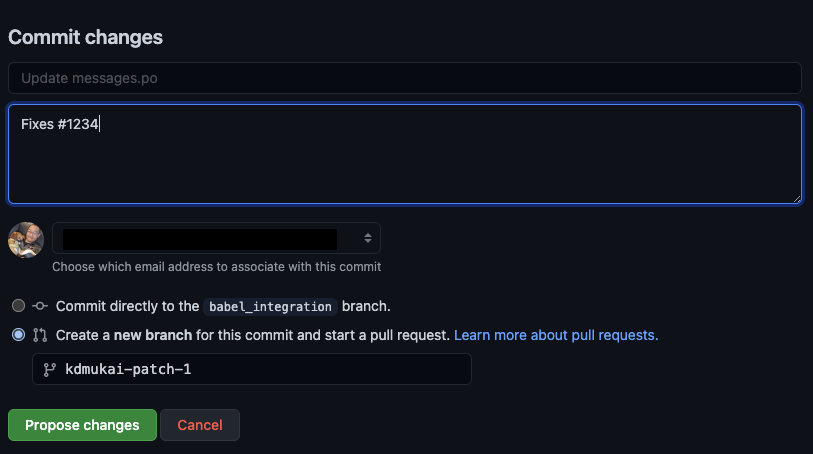 Commit changes
Update messages.po
Fixes #1234
Choose which email address to associate with this commit
Commit directly to the babel_integration branch.
Create a new branch for this commit and start a pull request. Learn more about pull requests.
kdmukai-patch-1
Propose changes Cancel